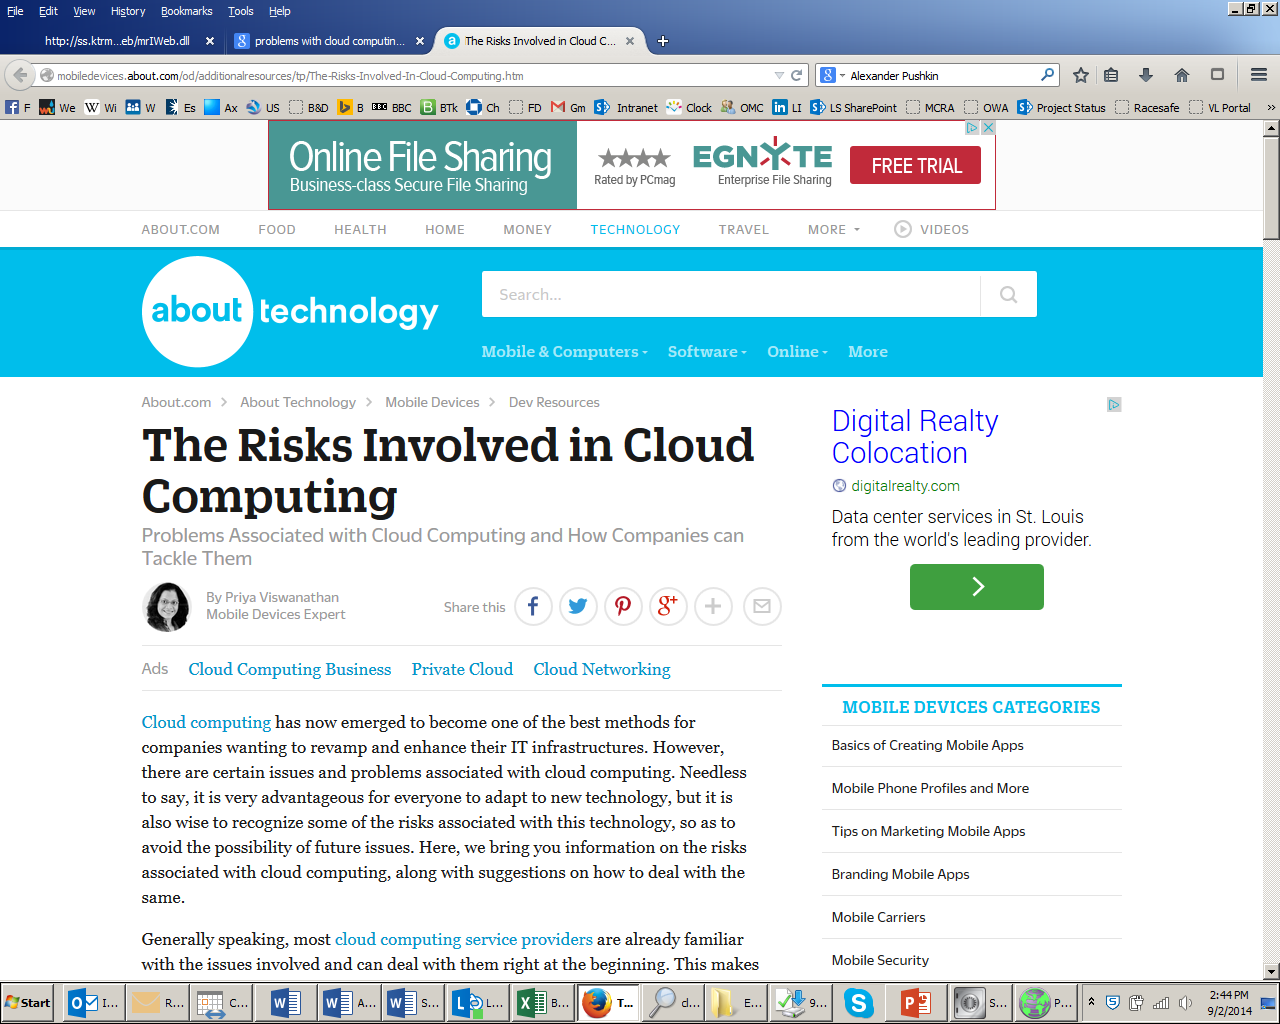 File Edit View History Bookmarks Tools Help
http://ss.ktrm...eb/mrIWeb.dll problems with cloud computin... The Risks Involved in Cloud C...
mobiledevices.about.com/od/additionalresources/tp/The-Risks-Involved-In-Cloud-Computing.htm Alexander Pushkin
F We Wi W Es Ax US B&D B BBC BTk Ch FD Gm Intranet Clock OMC LI LS SharePoint MCRA OWA Project Status Racesafe VL Portal
Online File Sharing
Business-class Secure File Sharing
Rated by PCmag
EGNYTE
Enterprise File Sharing
FREE TRIAL
ABOUT.COM FOOD HEALTH HOME MONEY TECHNOLOGY TRAVEL MORE VIDEOS
about technology
Search...
Mobile & Computers Software Online More
About.com > About Technology > Mobile Devices > Dev Resources
The Risks Involved in Cloud
Computing
Problems Associated with Cloud Computing and How Companies can
Tackle Them
By Priya Viswanathan
Mobile Devices Expert
Share this
Ads Cloud Computing Business Private Cloud Cloud Networking
Cloud computing has now emerged to become one of the best methods for
companies wanting to revamp and enhance their IT infrastructures. However,
there are certain issues and problems associated with cloud computing. Needless
to say, it is very advantageous for everyone to adapt to new technology, but it is
also wise to recognize some of the risks associated with this technology, so as to
avoid the possibility of future issues. Here, we bring you information on the risks
associated with cloud computing, along with suggestions on how to deal with the
same.
Generally speaking, most cloud computing service providers are already familiar
with the issues involved and can deal with them right at the beginning. This makes
Digital Realty
Colocation
digitalrealty.com
Data center services in St. Louis
from the world's leading provider.
MOBILE DEVICES CATEGORIES
Basics of Creating Mobile Apps
Mobile Phone Profiles and More
Tips on Marketing Mobile Apps
Branding Mobile Apps
Mobile Carriers
Mobile Security
Start I... R... C... W... A... S... L... B... T... d... E... 9... S... P...
2:44 PM
9/2/2014